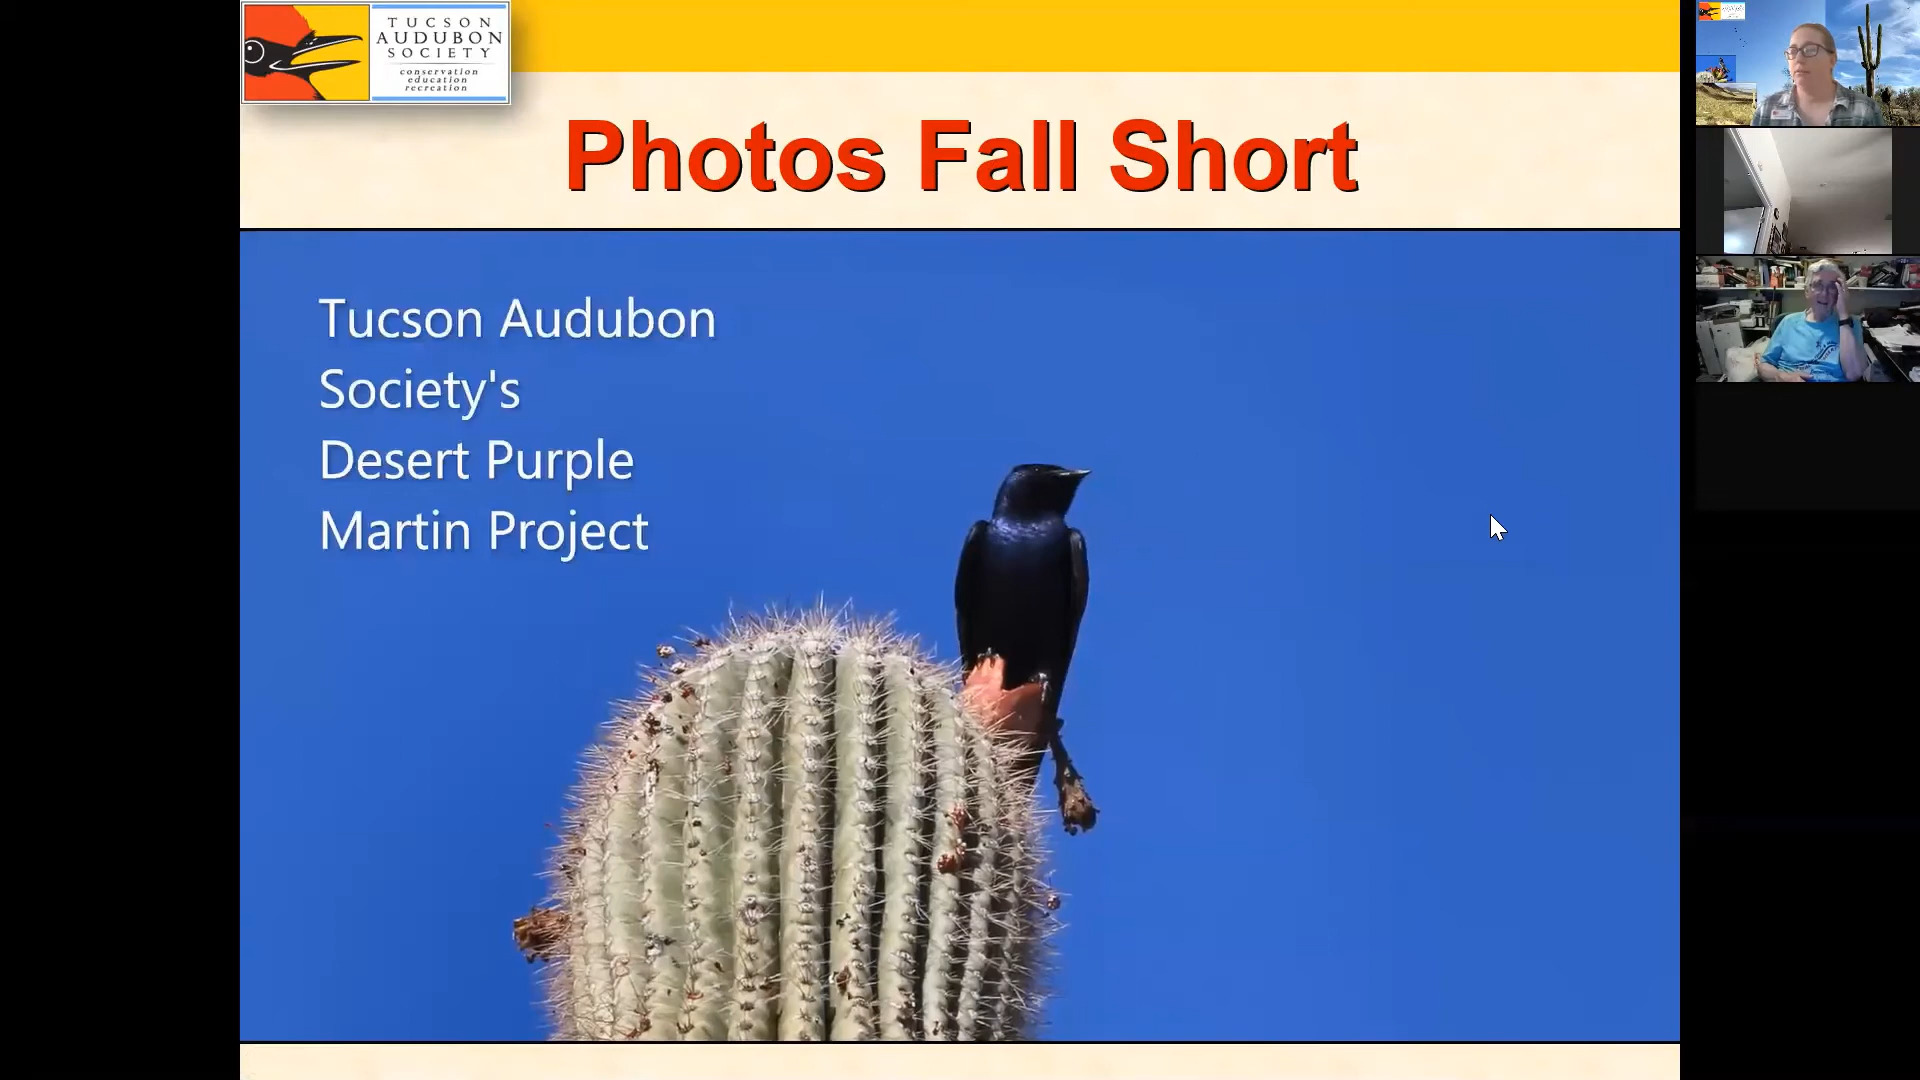 TUCSON
AUDUBON
SOCIETY
conservation
education
recreation
Photos Fall Short
Tucson Audubon
Society's
Desert Purple
Martin Project